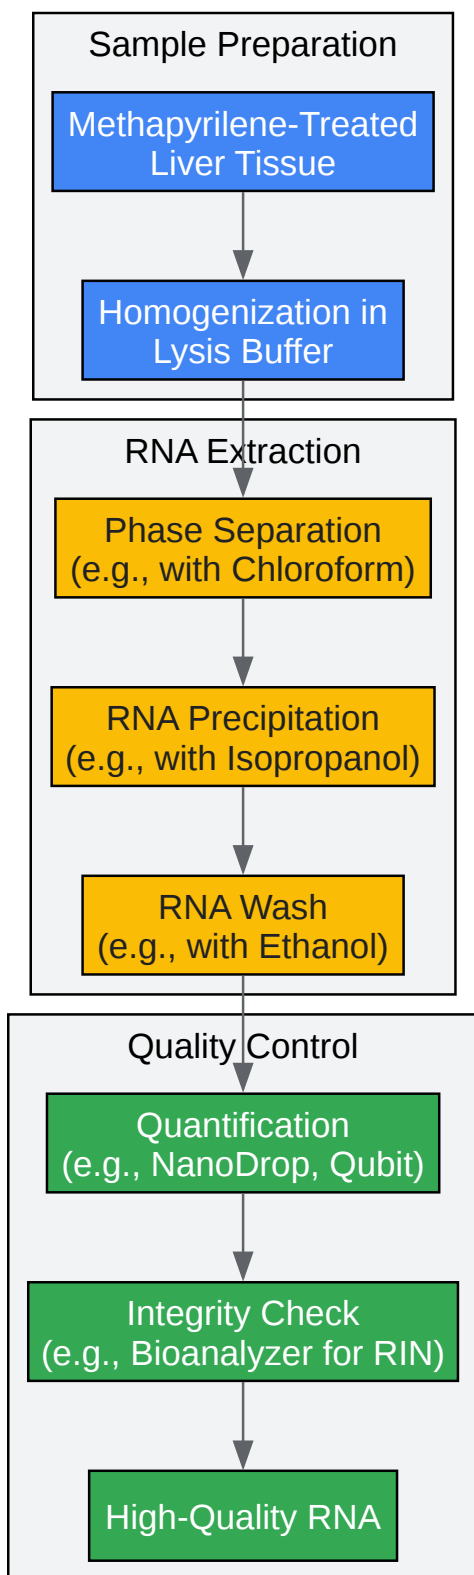 Sample Preparation
Methapyrilene-Treated
Liver Tissue
Homogenization in
Lysis Buffer
RNA Extraction
Phase Separation
(e.g., with Chloroform)
RNA Precipitation
(e.g., with Isopropanol)
RNA Wash
(e.g., with Ethanol)
Quality Control
Quantification
(e.g., NanoDrop, Qubit)
Integrity Check
(e.g., Bioanalyzer for RIN)
High-Quality RNA